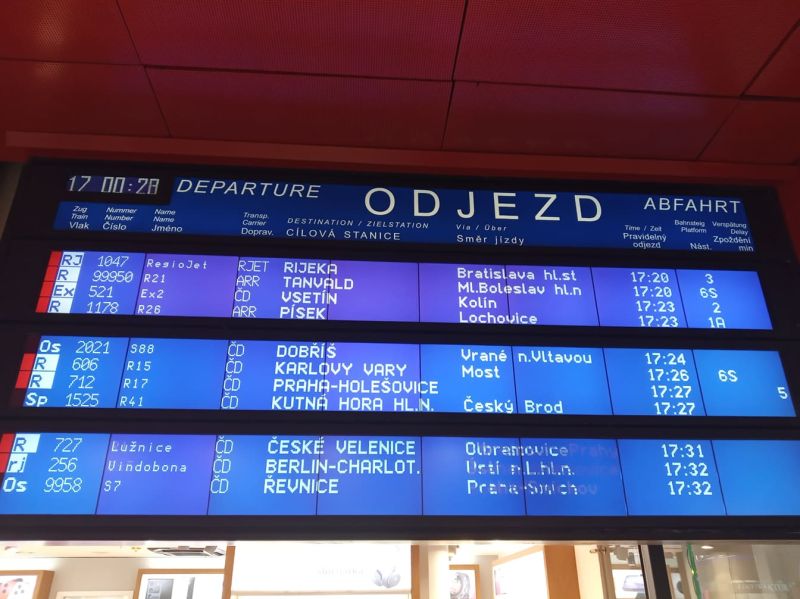 17 00:28 DEPARTURE ODJEZD ABFAHRT
Zug Nummer Name Transp. DESTINATION / ZIELSTATION Via / Über Time / Zeit Bahnsteig Verspätung
Train Number Name Carrier CÍLOVÁ STANICE Směr jízdy Pravidelný Platform Delay
Vlak Číslo Jméno Doprav. odjezd Nást. Zpoždění
min
RJ 1047 RegioJet RJET RIJEKA Bratislava hl.st 17:20 3
R 99950 R21 ARR TANVALD Ml.Boleslav hl.n 17:20 6S
Ex 521 Ex2 ČD VSETÍN Kolín 17:23 2
R 1178 R26 ARR PÍSEK Lochovice 17:23 1A
Os 2021 S88 ČD DOBŘÍŠ Vrané n.Vltavou 17:24
R 606 R15 ČD KARLOVY VARY Most 17:26 6S
R 712 R17 ČD PRAHA-HOLEŠOVICE 17:27 5
Sp 1525 R41 ČD KUTNÁ HORA HL.N. Český Brod 17:27
R 727 Lužnice ČD ČESKÉ VELENICE Olbramovice 17:31
rj 256 Vindobona ČD BERLIN-CHARLOT. Ústí n.L.hl.n. 17:32
Os 9958 S7 ČD ŘEVNICE 17:32